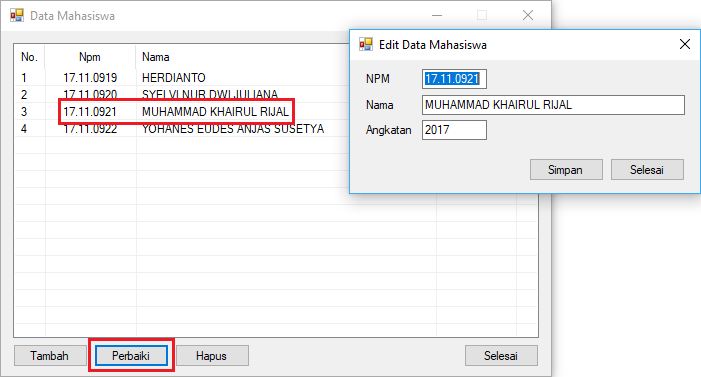 Data Mahasiswa
No. Npm Nama
1 17.11.0919 HERDIANTO
2 17.11.0920 SYELVI NUR DWI JULIANA
3 17.11.0921 MUHAMMAD KHAIRUL RIJAL
4 17.11.0922 YOHANES EUDES ANJAS SUSETYA
Tambah Perbaiki Hapus Selesai
Edit Data Mahasiswa
NPM 17.11.0921
Nama MUHAMMAD KHAIRUL RIJAL
Angkatan 2017
Simpan Selesai